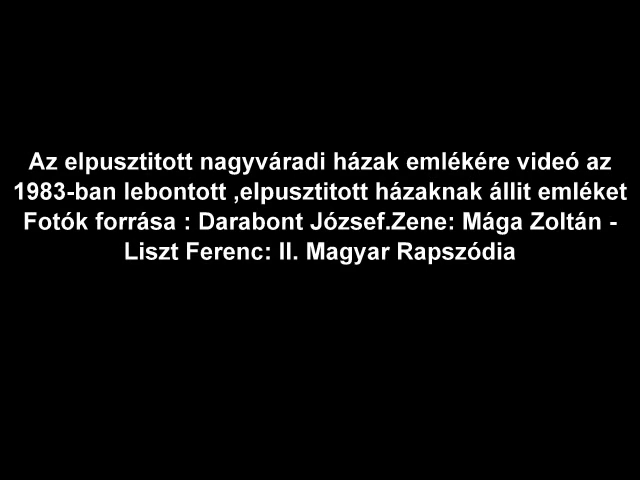 Az elpusztitott nagyváradi házak emlékére videó az
1983-ban lebontott ,elpusztitott házaknak állit emléket
Fotók forrása : Darabont József.Zene: Mága Zoltán -
Liszt Ferenc: II. Magyar Rapszódia